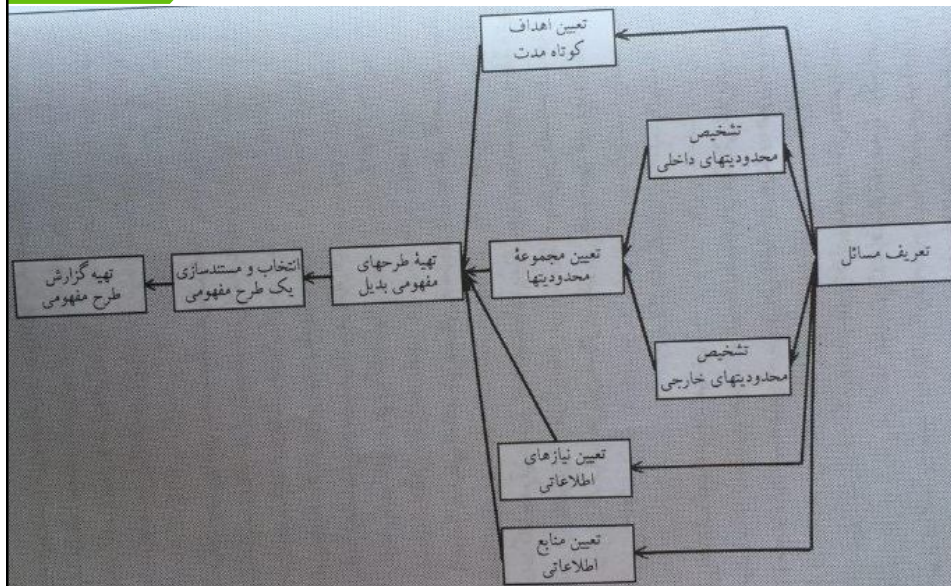 تعیین اهداف
کوتاه مدت
تشخیص
محدودیتهای داخلی
تعریف مسائل
تعیین مجموعهٔ
محدودیتها
تهیهٔ طرحهای
مفهومی بدیل
انتخاب و مستندسازی
یک طرح مفهومی
تهیه گزارش
طرح مفهومی
تشخیص
محدودیتهای خارجی
تعیین نیازهای
اطلاعاتی
تعیین منابع
اطلاعاتی